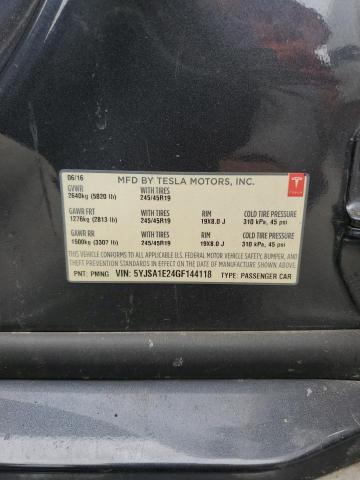 06/16 MFD BY TESLA MOTORS, INC.
GVWR WITH TIRES
2640kg (5820 lb) 245/45R19
GAWR FRT WITH TIRES RIM COLD TIRE PRESSURE
1276kg (2813 lb) 245/45R19 19X8.0 J 310 kPa, 45 psi
GAWR RR WITH TIRES RIM COLD TIRE PRESSURE
1500kg (3307 lb) 245/45R19 19X8.0 J 310 kPa, 45 psi
THIS VEHICLE CONFORMS TO ALL APPLICABLE U.S. FEDERAL MOTOR VEHICLE SAFETY, BUMPER, AND
THEFT PREVENTION STANDARDS IN EFFECT ON THE DATE OF MANUFACTURE SHOWN ABOVE.
PNT: PMNG VIN: 5YJSA1E24GF144118 TYPE: PASSENGER CAR